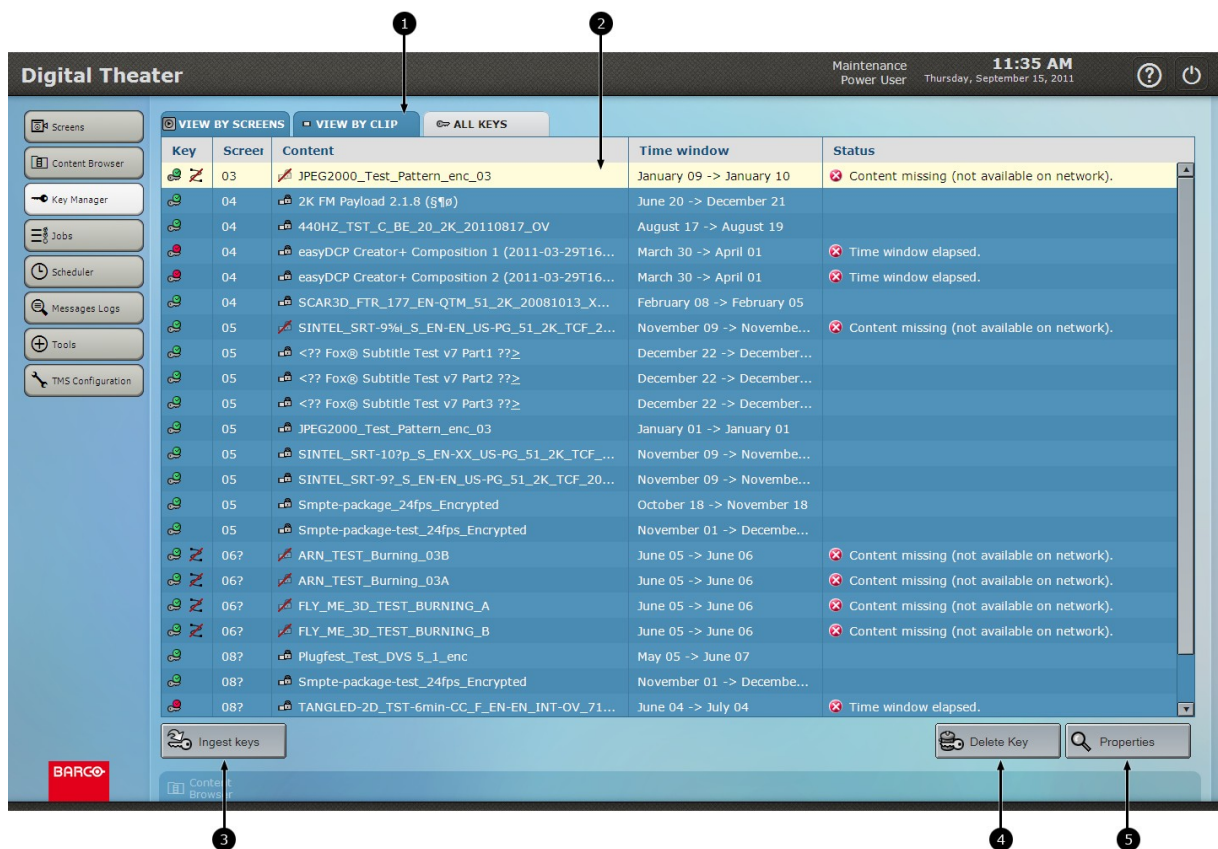 1 2
Digital Theater
Maintenance
Power User
11:35 AM
Thursday, September 15, 2011
?
Screens
Content Browser
Key Manager
Jobs
Scheduler
Messages Logs
Tools
TMS Configuration
VIEW BY SCREENS VIEW BY CLIP ALL KEYS
Key Screer Content Time window Status
03 JPEG2000_Test_Pattern_enc_03 January 09 -> January 10 Content missing (not available on network).
04 2K FM Payload 2.1.8 (§¶ø) June 20 -> December 21
04 440HZ_TST_C_BE_20_2K_20110817_OV August 17 -> August 19
04 easyDCP Creator+ Composition 1 (2011-03-29T16... March 30 -> April 01 Time window elapsed.
04 easyDCP Creator+ Composition 2 (2011-03-29T16... March 30 -> April 01 Time window elapsed.
04 SCAR3D_FTR_177_EN-QTM_51_2K_20081013_X... February 08 -> February 05
05 SINTEL_SRT-9%i_S_EN-EN_US-PG_51_2K_TCF_2... November 09 -> Novembe... Content missing (not available on network).
05 <?? Fox® Subtitle Test v7 Part1 ??> December 22 -> December...
05 <?? Fox® Subtitle Test v7 Part2 ??> December 22 -> December...
05 <?? Fox® Subtitle Test v7 Part3 ??> December 22 -> December...
05 JPEG2000_Test_Pattern_enc_03 January 01 -> January 01
05 SINTEL_SRT-10?p_S_EN-XX_US-PG_51_2K_TCF_... November 09 -> Novembe...
05 SINTEL_SRT-9?_S_EN-EN_US-PG_51_2K_TCF_20... November 09 -> Novembe...
05 Smpte-package_24fps_Encrypted October 18 -> November 18
05 Smpte-package-test_24fps_Encrypted November 01 -> Decembe...
06? ARN_TEST_Burning_03B June 05 -> June 06 Content missing (not available on network).
06? ARN_TEST_Burning_03A June 05 -> June 06 Content missing (not available on network).
06? FLY_ME_3D_TEST_BURNING_A June 05 -> June 06 Content missing (not available on network).
06? FLY_ME_3D_TEST_BURNING_B June 05 -> June 06 Content missing (not available on network).
08? Plugfest_Test_DVS 5_1_enc May 05 -> June 07
08? Smpte-package-test_24fps_Encrypted November 01 -> Decembe...
08? TANGLED-2D_TST-6min-CC_F_EN-EN_INT-OV_71... June 04 -> July 04 Time window elapsed.
Ingest keys Delete Key Properties
BARCO
Content
Browser
3 4 5